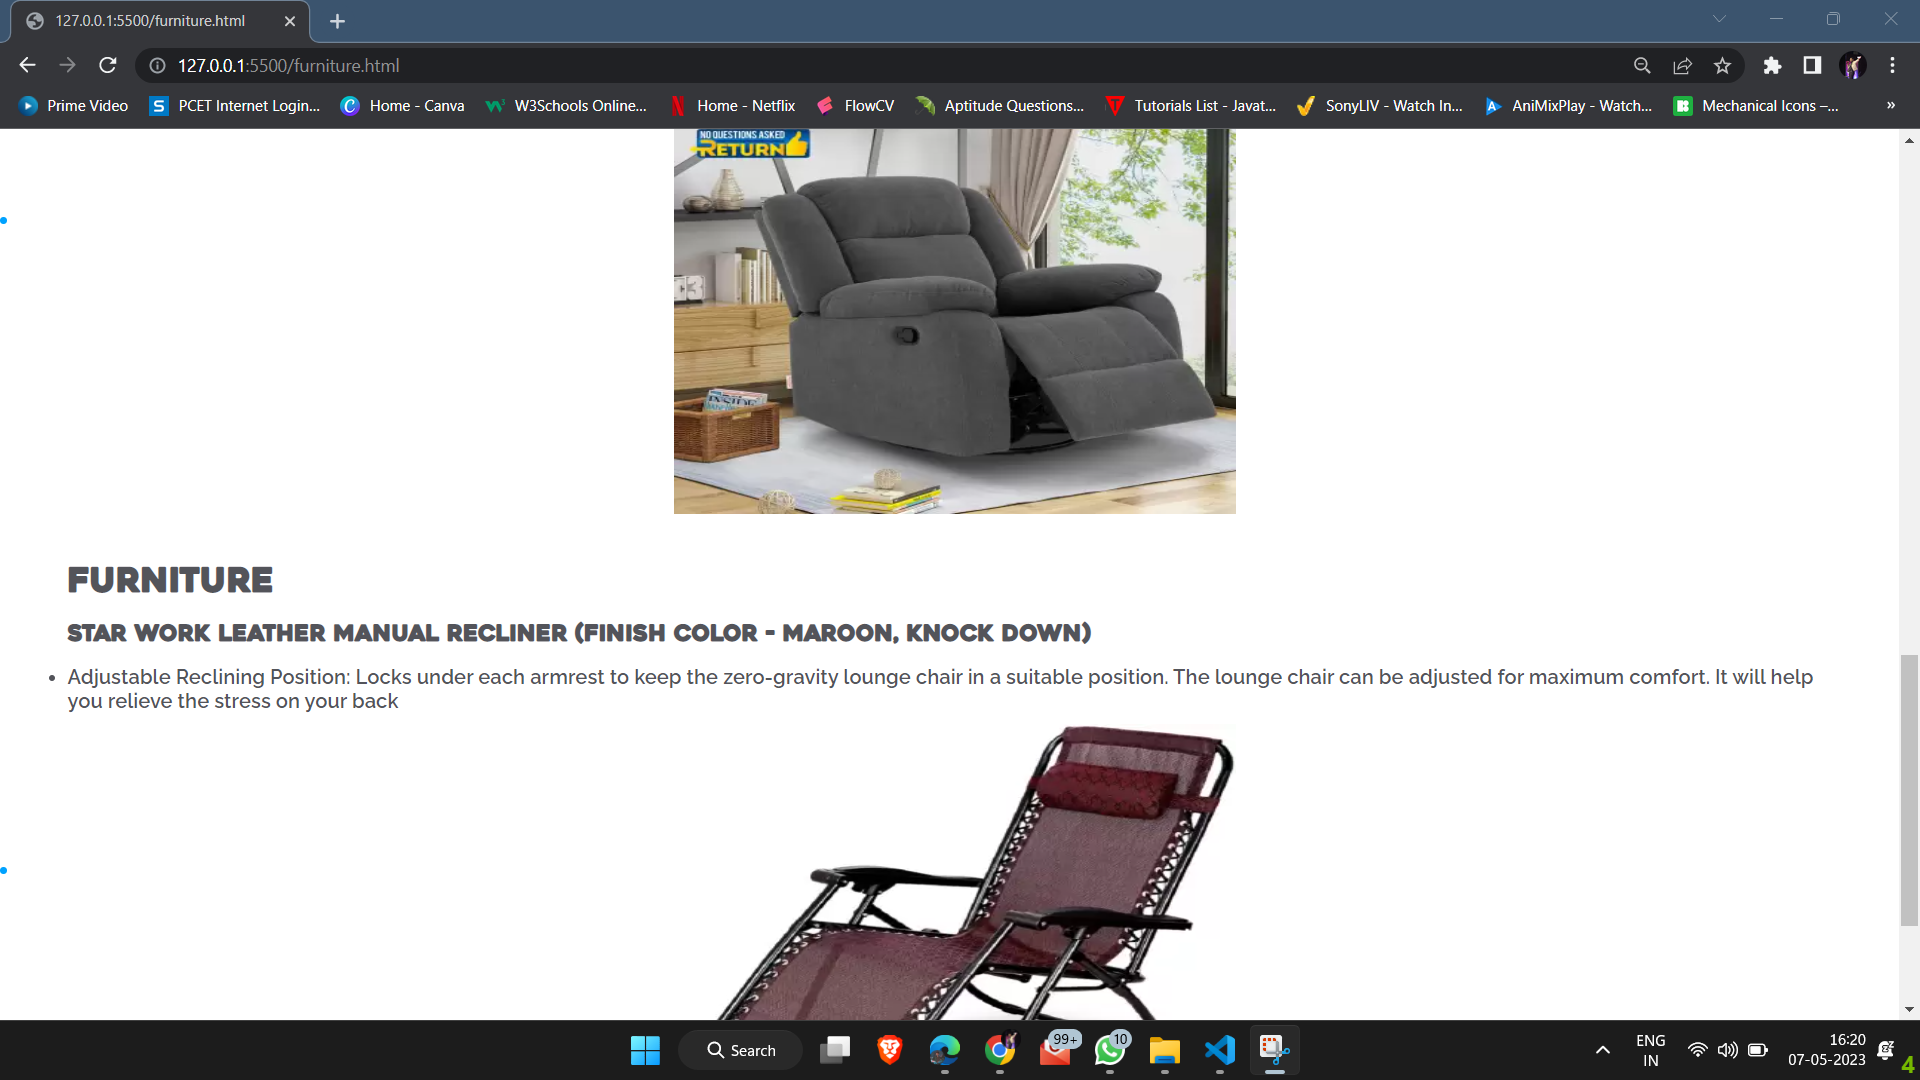 127.0.0.1:5500/furniture.html
127.0.0.1:5500/furniture.html
Prime Video
PCET Internet Login...
Home - Canva
W3Schools Online...
Home - Netflix
FlowCV
Aptitude Questions...
Tutorials List - Javat...
SonyLIV - Watch In...
AniMixPlay - Watch...
Mechanical Icons –...
»
NO QUESTIONS ASKED
RETURN
INSIDE
FURNITURE
STAR WORK LEATHER MANUAL RECLINER (FINISH COLOR - MAROON, KNOCK DOWN)
• Adjustable Reclining Position: Locks under each armrest to keep the zero-gravity lounge chair in a suitable position. The lounge chair can be adjusted for maximum comfort. It will help
you relieve the stress on your back
Search
99+
10
ENG
IN
16:20
07-05-2023
4